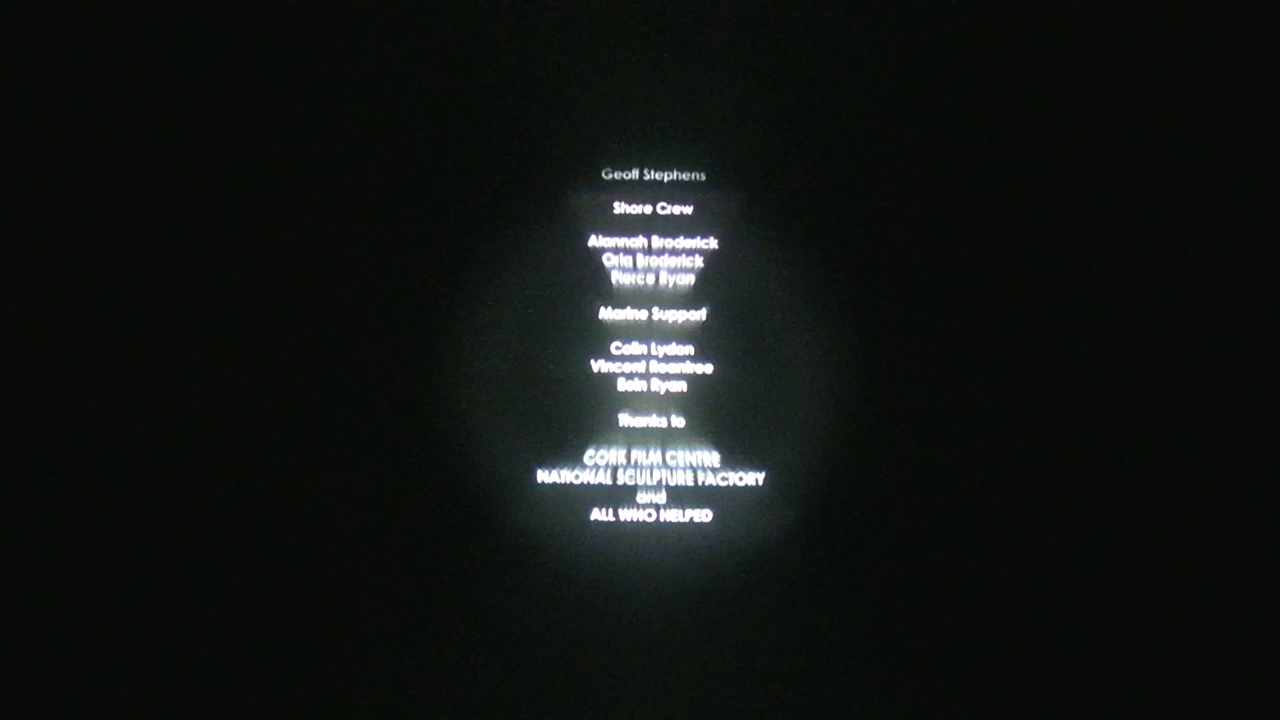 Geoff Stephens
Shore Crew
Alannah Broderick
Orla Broderick
Pierce Ryan
Marine Support
Colin Lydon
Vincent Roantree
Eoin Ryan
Thanks to
CORK FILM CENTRE
NATIONAL SCULPTURE FACTORY
and
ALL WHO HELPED